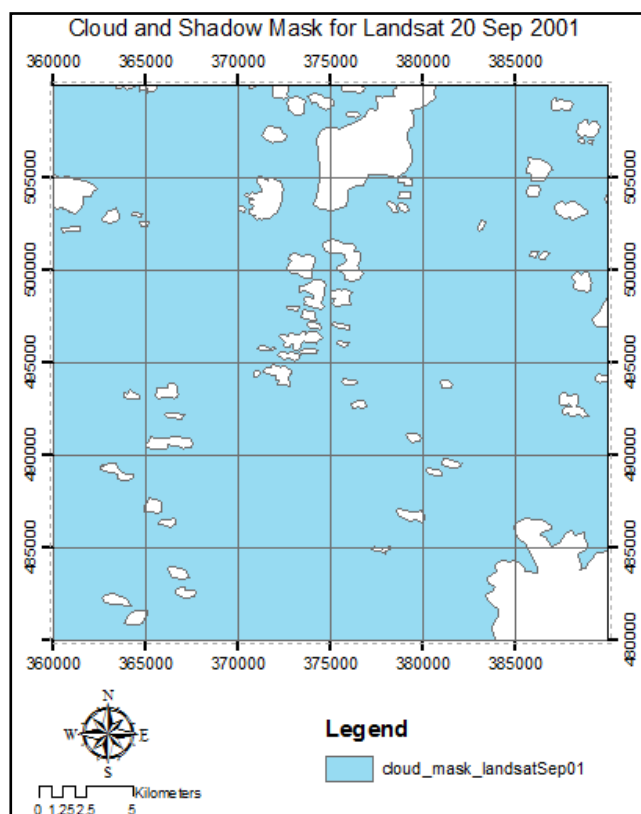 Cloud and Shadow Mask for Landsat 20 Sep 2001
360000 365000 370000 375000 380000 385000
505000 505000
500000 500000
495000 495000
490000 490000
485000 485000
480000 480000
360000 365000 370000 375000 380000 385000
N
W E
S
Legend
cloud_mask_landsatSep01
Kilometers
0 1.25 2.5 5